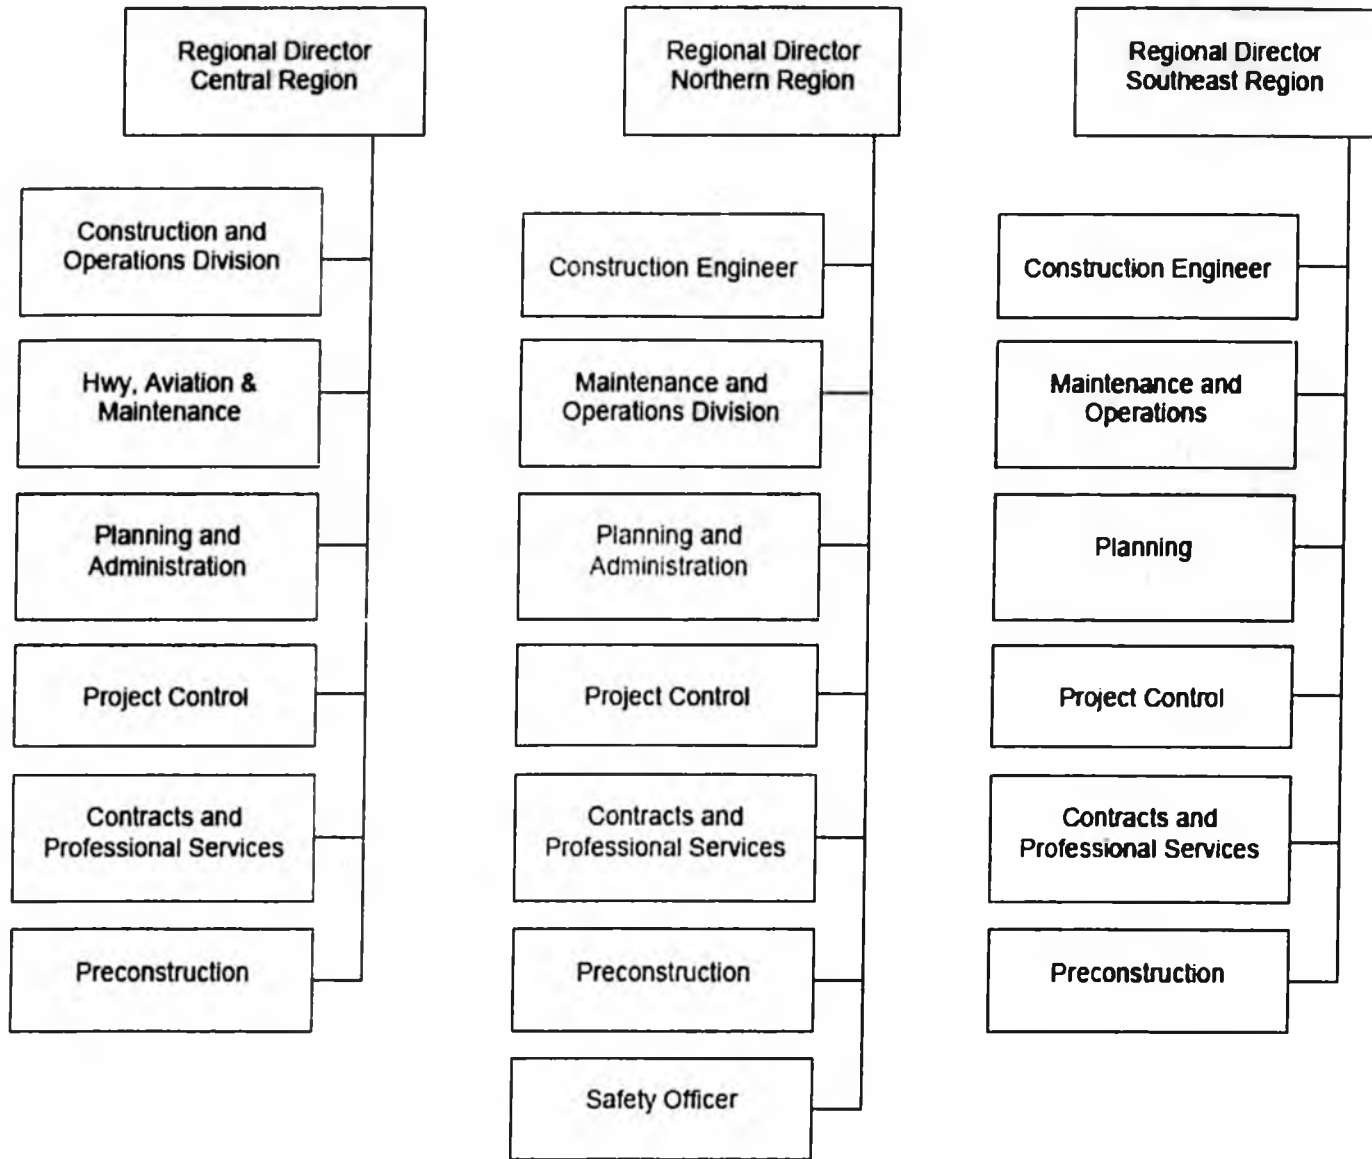 Regional Director
Central Region
Construction and
Operations Division
Hwy, Aviation &
Maintenance
Planning and
Administration
Project Control
Contracts and
Professional Services
Preconstruction
Regional Director
Northern Region
Construction Engineer
Maintenance and
Operations Division
Planning and
Administration
Project Control
Contracts and
Professional Services
Preconstruction
Safety Officer
Regional Director
Southeast Region
Construction Engineer
Maintenance and
Operations
Planning
Project Control
Contracts and
Professional Services
Preconstruction